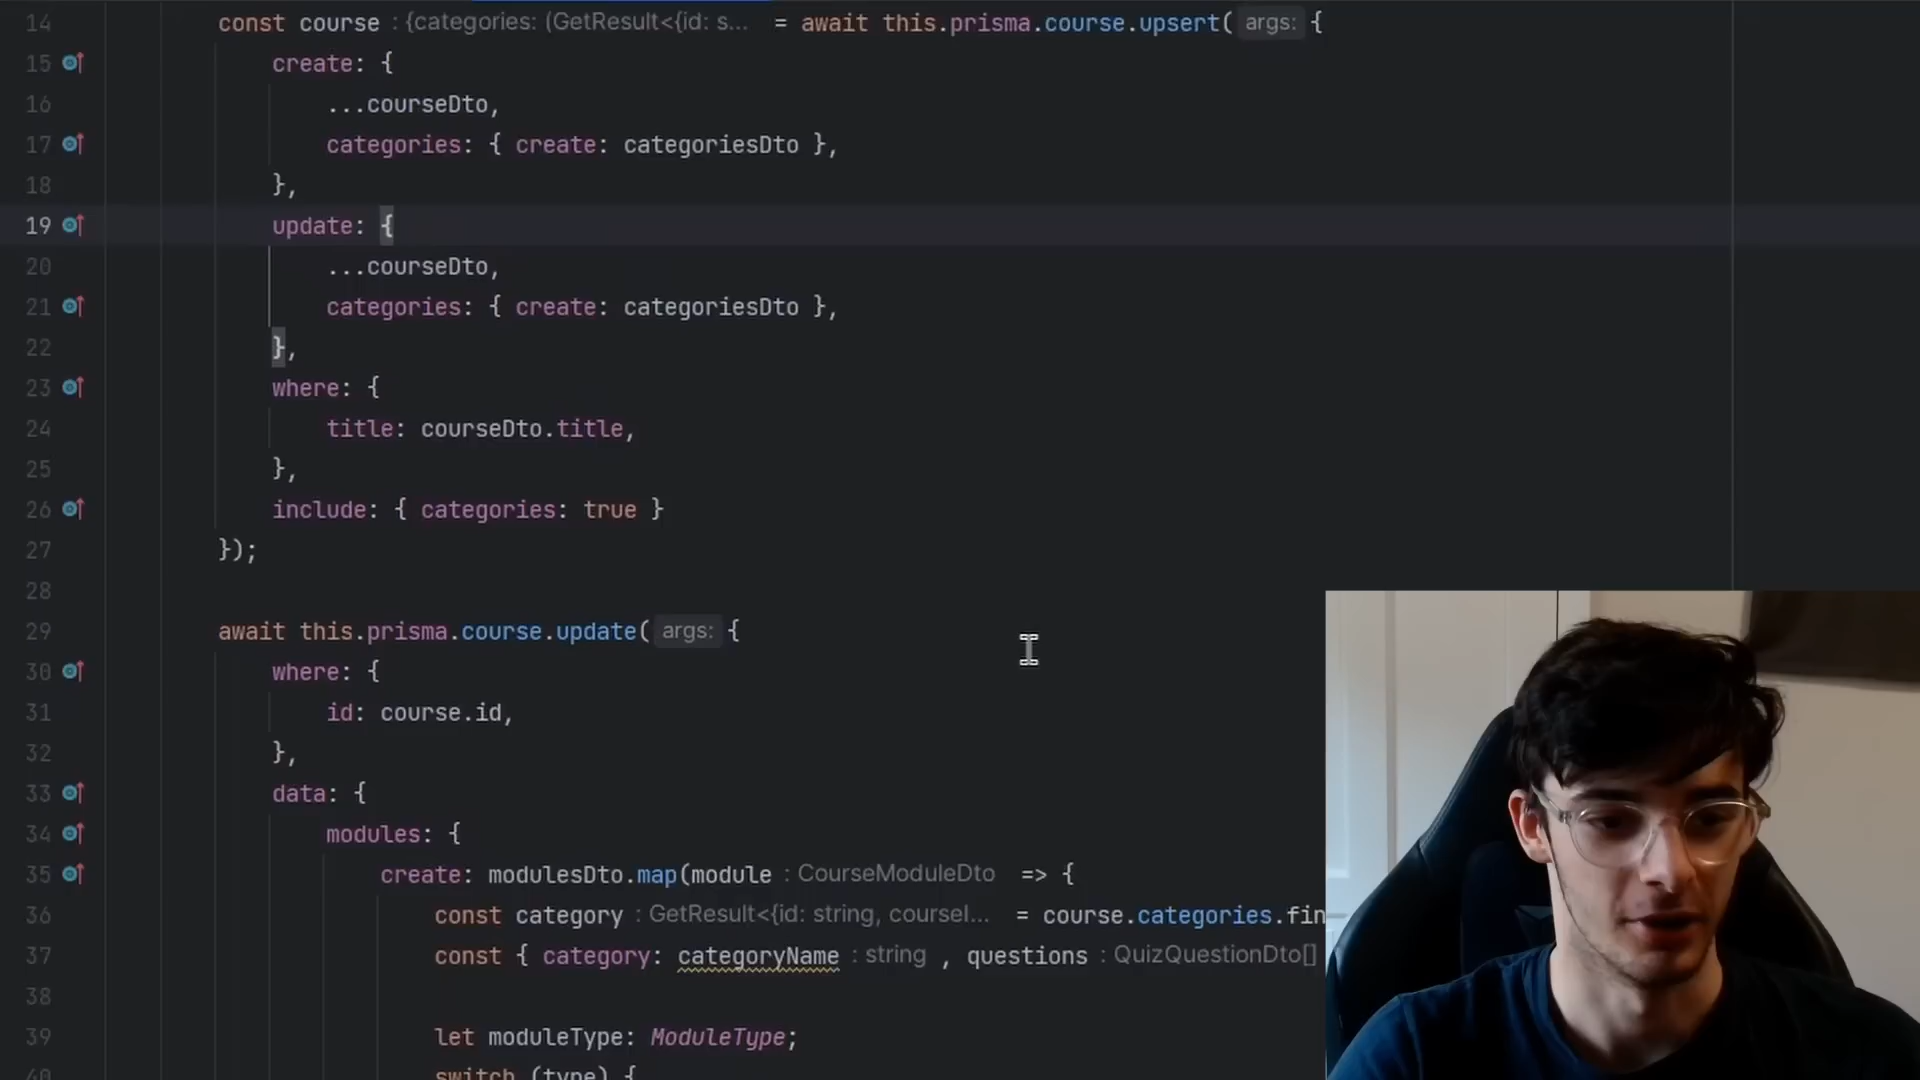 14 const course : {categories: (GetResult<{id: s... = await this.prisma.course.upsert( args: {
15 create: {
16 ...courseDto,
17 categories: { create: categoriesDto },
18 },
19 update: {
20 ...courseDto,
21 categories: { create: categoriesDto },
22 },
23 where: {
24 title: courseDto.title,
25 },
26 include: { categories: true }
27 });
28
29 await this.prisma.course.update( args: {
30 where: {
31 id: course.id,
32 },
33 data: {
34 modules: {
35 create: modulesDto.map(module : CourseModuleDto => {
36 const category : GetResult<{id: string, courseI... = course.categories.fin
37 const { category: categoryName : string , questions : QuizQuestionDto[]
38
39 let moduleType: ModuleType;
40 switch (type) {